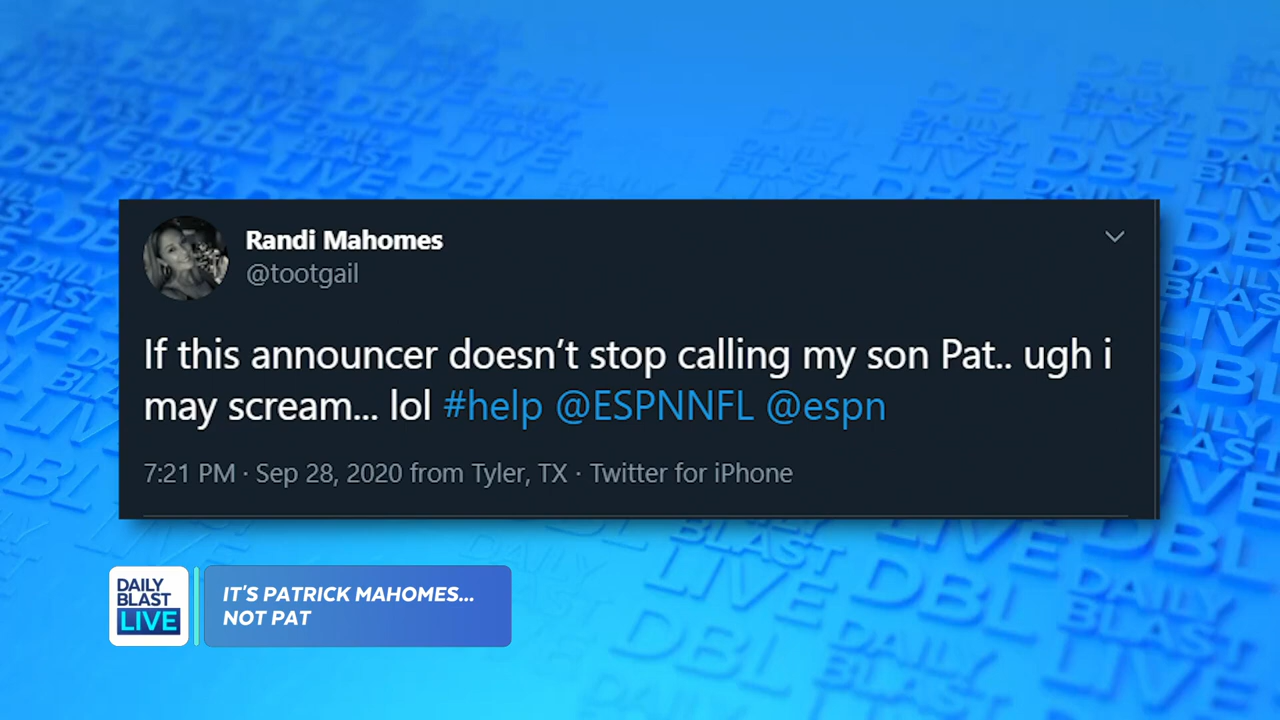 Randi Mahomes
@tootgail
If this announcer doesn't stop calling my son Pat.. ugh i
may scream... lol #help @ESPNNFL @espn
7:21 PM · Sep 28, 2020 from Tyler, TX · Twitter for iPhone
DAILY
BLAST
LIVE
IT'S PATRICK MAHOMES...
NOT PAT